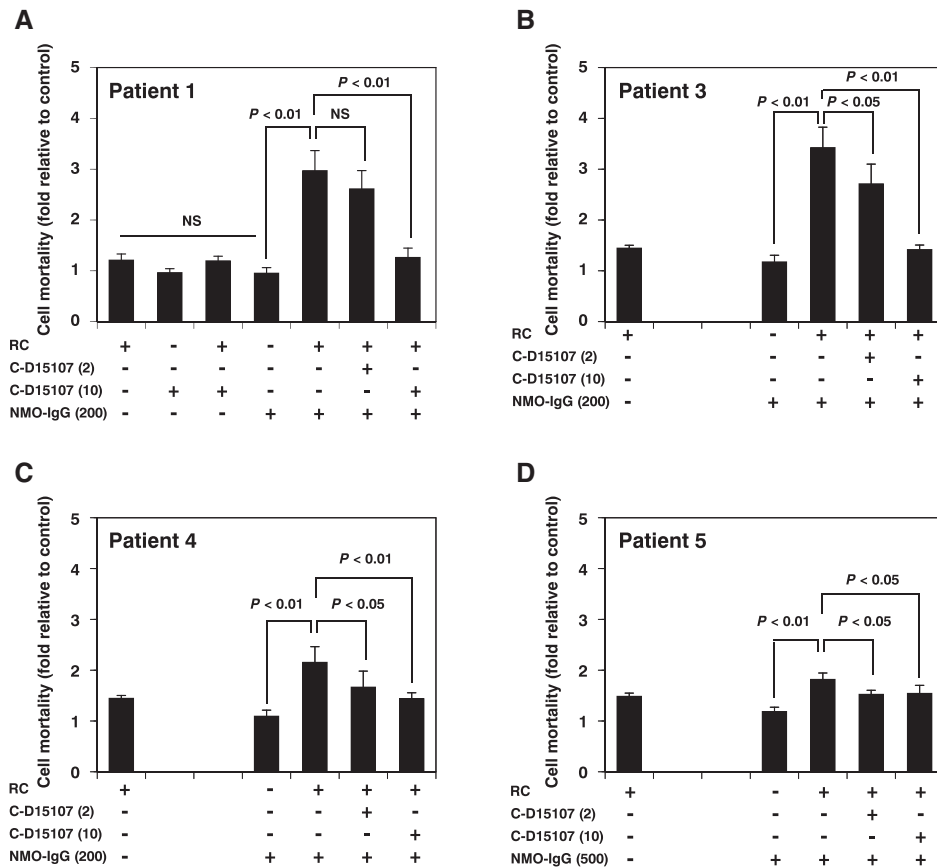 A
Cell mortality (fold relative to control)
5
4
3
2
1
0
Patient 1
P < 0.01
P < 0.01
NS
NS
RC + - + - + + +
C-D15107 (2) - - - - - + -
C-D15107 (10) - + + - - - +
NMO-IgG (200) - - - + + + +
B
Cell mortality (fold relative to control)
5
4
3
2
1
0
Patient 3
P < 0.01
P < 0.01
P < 0.05
RC + - + + +
C-D15107 (2) - - - + -
C-D15107 (10) - - - - +
NMO-IgG (200) - + + + +
C
Cell mortality (fold relative to control)
5
4
3
2
1
0
Patient 4
P < 0.01
P < 0.01
P < 0.05
RC + - + + +
C-D15107 (2) - - - + -
C-D15107 (10) - - - - +
NMO-IgG (200) - + + + +
D
Cell mortality (fold relative to control)
5
4
3
2
1
0
Patient 5
P < 0.05
P < 0.01
P < 0.05
RC + - + + +
C-D15107 (2) - - - + -
C-D15107 (10) - - - - +
NMO-IgG (500) - + + + +